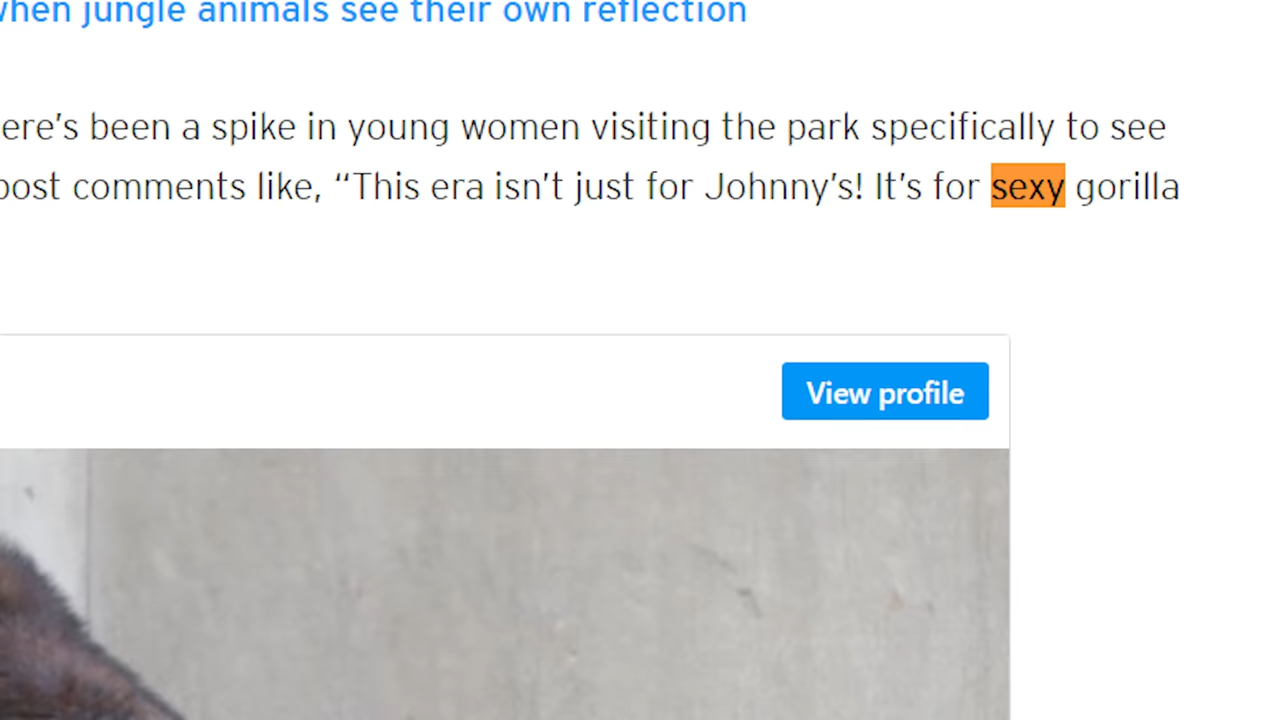 when jungle animals see their own reflection
ere’s been a spike in young women visiting the park specifically to see
post comments like, “This era isn’t just for Johnny’s! It’s for sexy gorilla
View profile